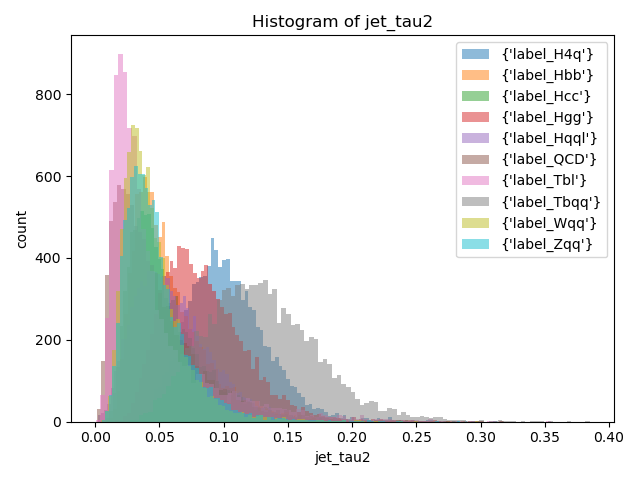 Histogram of jet_tau2
{'label_H4q'}
{'label_Hbb'}
{'label_Hcc'}
{'label_Hgg'}
{'label_Hqql'}
{'label_QCD'}
{'label_Tbl'}
{'label_Tbqq'}
{'label_Wqq'}
{'label_Zqq'}
count
800
600
400
200
0
0.00 0.05 0.10 0.15 0.20 0.25 0.30 0.35 0.40
jet_tau2